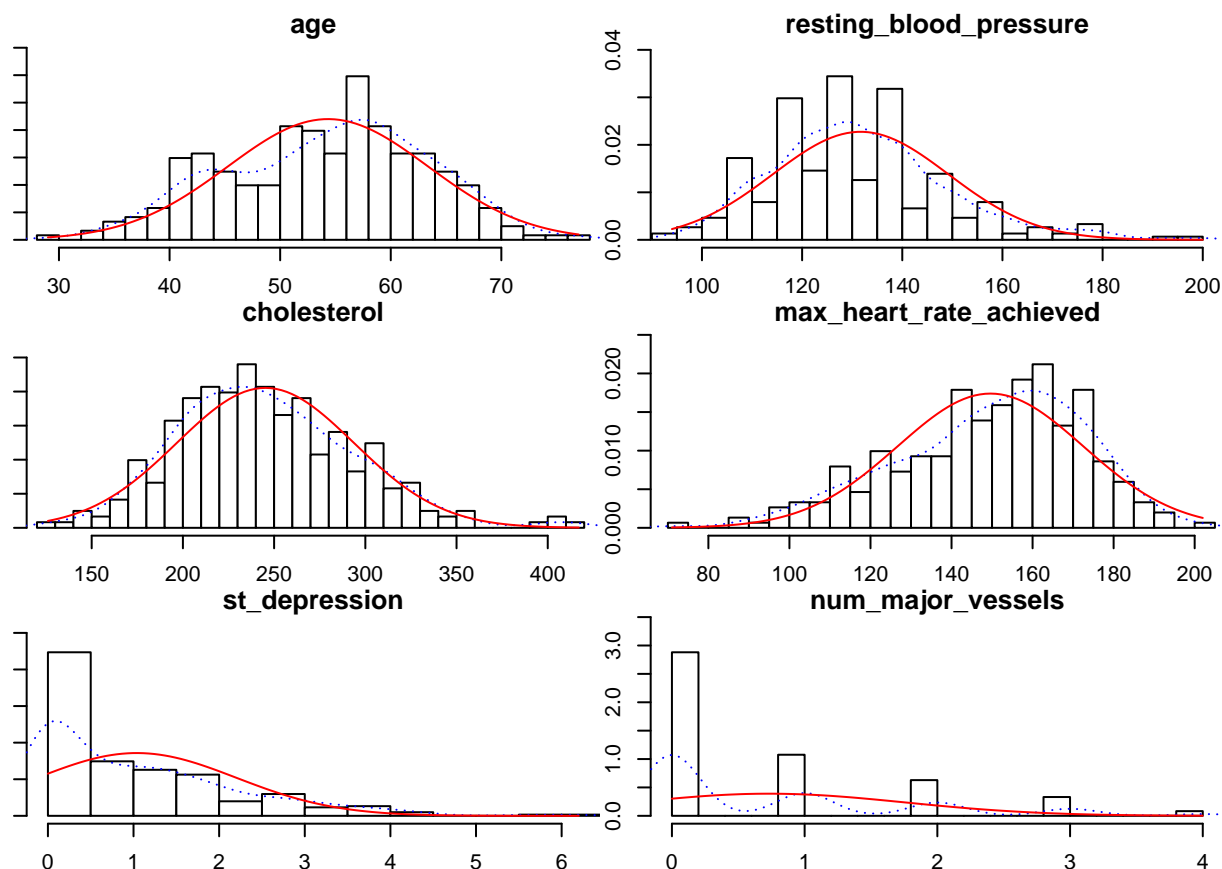 age
30 40 50 60 70
resting_blood_pressure
0.00 0.02 0.04
100 120 140 160 180 200
cholesterol
150 200 250 300 350 400
max_heart_rate_achieved
0.000 0.010 0.020
80 100 120 140 160 180 200
st_depression
0 1 2 3 4 5 6
num_major_vessels
0.0 1.0 2.0 3.0
0 1 2 3 4